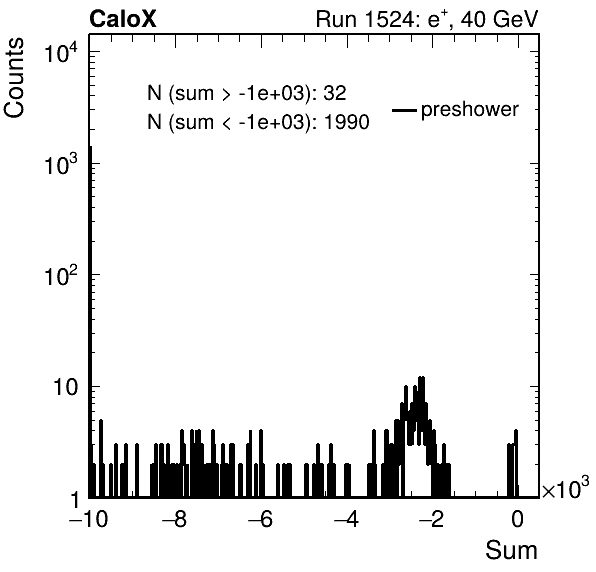 CaloX Run 1524: e⁺, 40 GeV
Counts
10⁴
N (sum > -1e+03): 32
N (sum < -1e+03): 1990
preshower
10³
10²
10
1
−10 −8 −6 −4 −2 0 ×10³
Sum